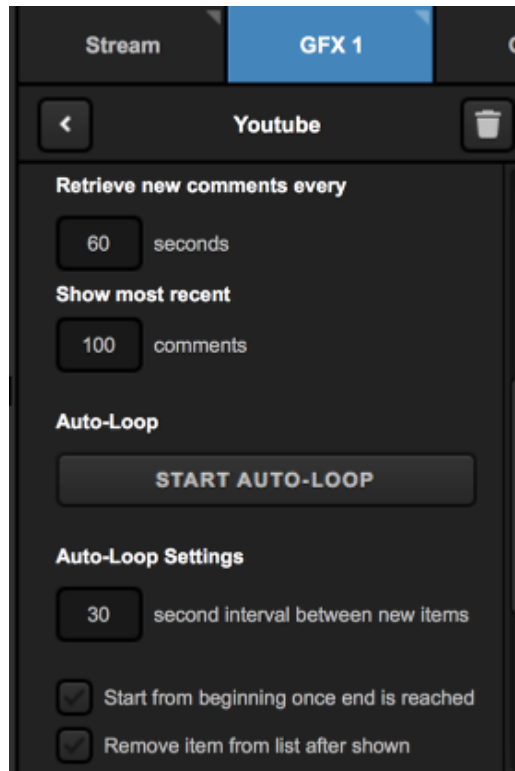 Stream
GFX 1
Youtube
Retrieve new comments every
60 seconds
Show most recent
100 comments
Auto-Loop
START AUTO-LOOP
Auto-Loop Settings
30 second interval between new items
Start from beginning once end is reached
Remove item from list after shown